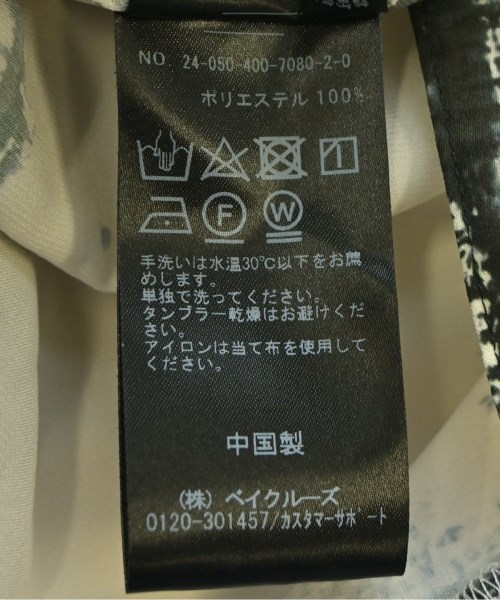 NO. 24-050-400-7080-2-0
ポリエステル 100%
F W
手洗いは水温30℃以下をお薦
めします。
単独で洗ってください。
タンブラー乾燥はお避けくだ
さい。
アイロンは当て布を使用して
ください。
中国製
(株) ベイクルーズ
0120-301457/カスタマーサポート